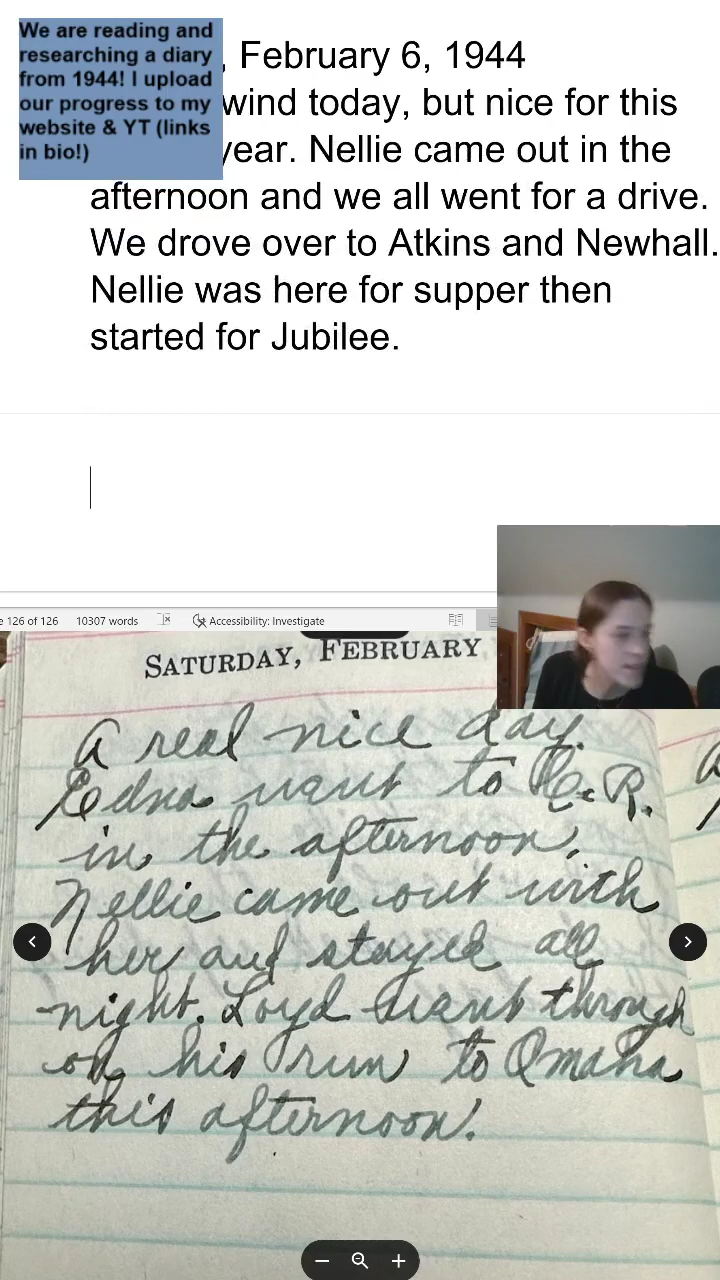 We are reading and
researching a diary
from 1944! I upload
our progress to my
website & YT (links
in bio!)
, February 6, 1944
wind today, but nice for this
year. Nellie came out in the
afternoon and we all went for a drive.
We drove over to Atkins and Newhall.
Nellie was here for supper then
started for Jubilee.
126 of 126 10307 words Accessibility: Investigate
SATURDAY, FEBRUARY
A real nice day.
Edna want to C.R.
in the afternoon,
Nellie came out with
her and stayed all
night. Loyd want through
on his run to Omaha
this afternoon.